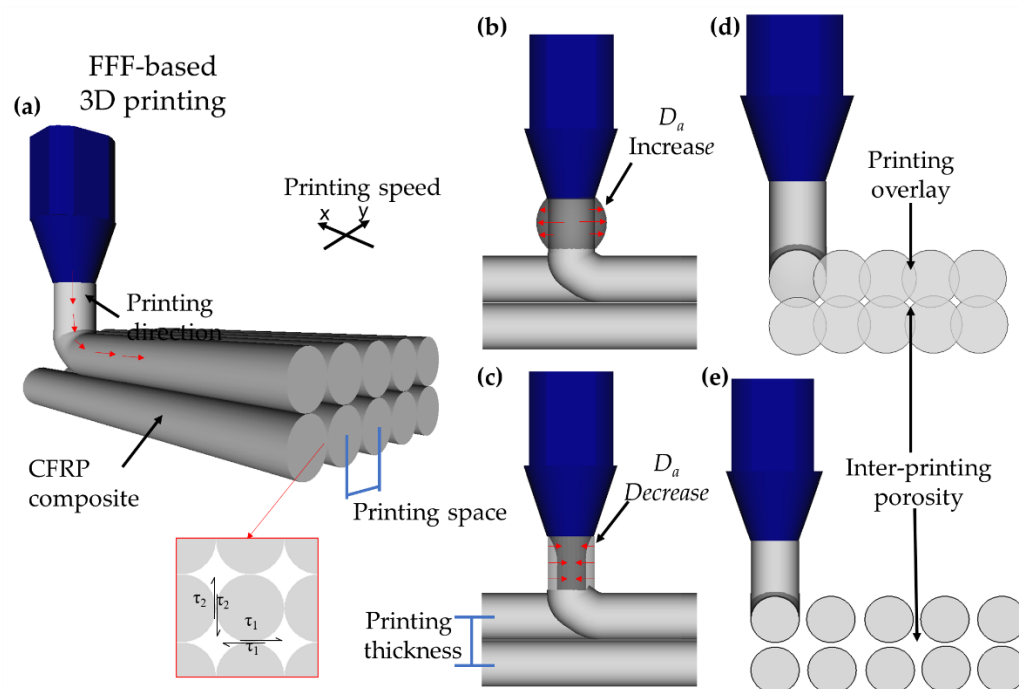 FFF-based
3D printing
(a)
Printing speed
x
y
Printing
direction
CFRP
composite
Printing space
τ2
τ2
τ1
τ1
(b)
Da
Increase
(c)
Da
Decrease
Printing
thickness
(d)
Printing
overlay
(e)
Inter-printing
porosity